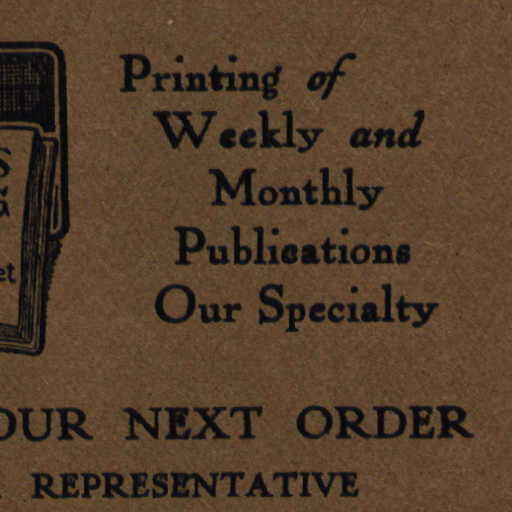 Printing of
Weekly and
Monthly
Publications
Our Specialty
et
OUR NEXT ORDER
REPRESENTATIVE